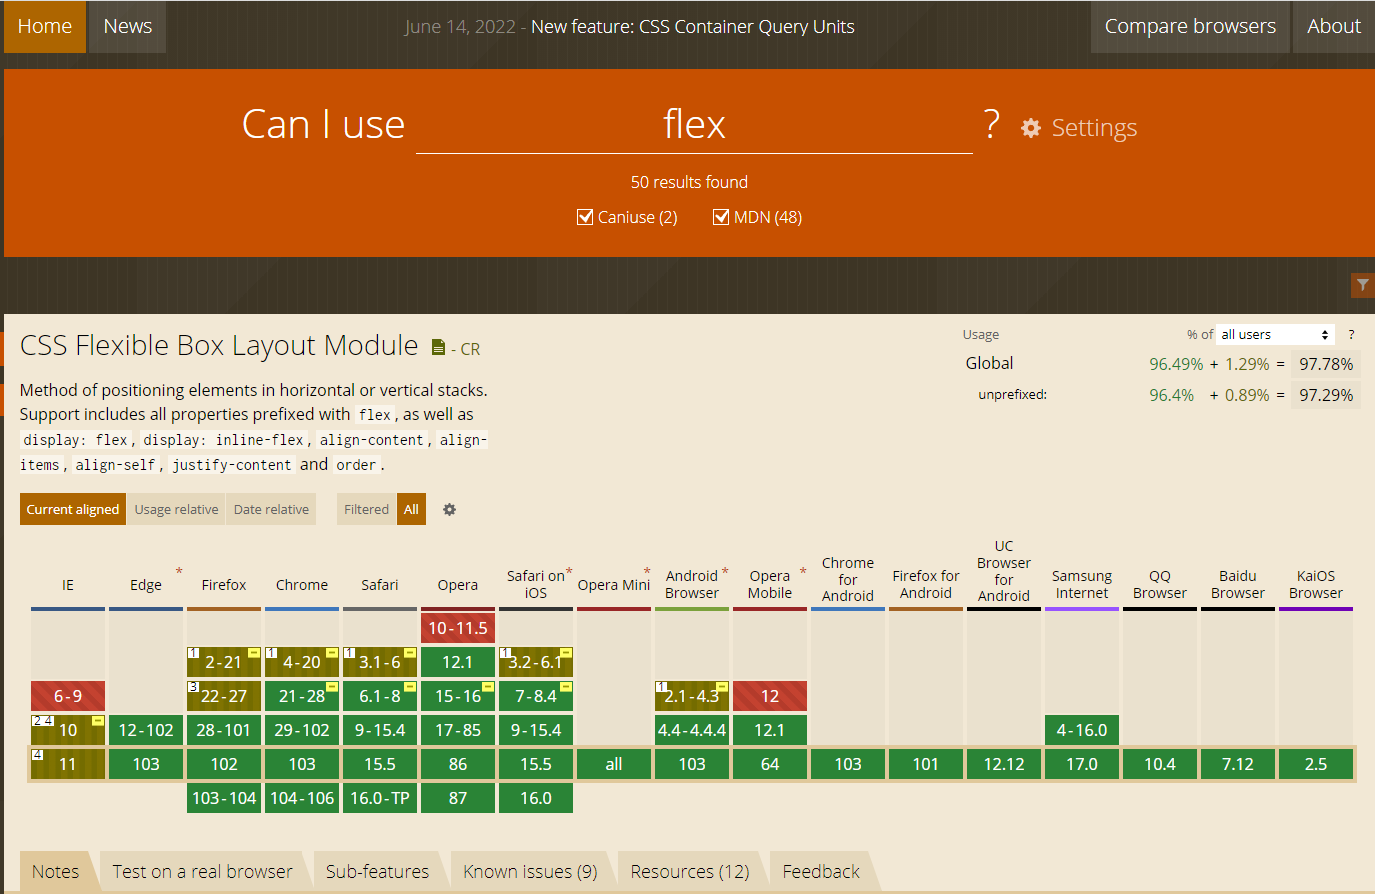 Home News June 14, 2022 - New feature: CSS Container Query Units Compare browsers About
Can I use flex ? Settings
50 results found
Caniuse (2) MDN (48)
CSS Flexible Box Layout Module - CR
Method of positioning elements in horizontal or vertical stacks.
Support includes all properties prefixed with flex, as well as
display: flex, display: inline-flex, align-content, align-
items, align-self, justify-content and order.
Usage % of all users ?
Global 96.49% + 1.29% = 97.78%
unprefixed: 96.4% + 0.89% = 97.29%
Current aligned Usage relative Date relative Filtered All
IE Edge * Firefox Chrome Safari Opera Safari on iOS * Opera Mini * Android Browser * Opera Mobile * Chrome for Android Firefox for Android UC Browser for Android Samsung Internet QQ Browser Baidu Browser KaiOS Browser
10-11.5
1 2-21 1 4-20 1 3.1-6 12.1 1 3.2-6.1
6-9 3 22-27 21-28 6.1-8 15-16 7-8.4 1 2.1-4.3 12
2 4 10 12-102 28-101 29-102 9-15.4 17-85 9-15.4 4.4-4.4.4 12.1 4-16.0
4 11 103 102 103 15.5 86 15.5 all 103 64 103 101 12.12 17.0 10.4 7.12 2.5
103-104 104-106 16.0-TP 87 16.0
Notes Test on a real browser Sub-features Known issues (9) Resources (12) Feedback